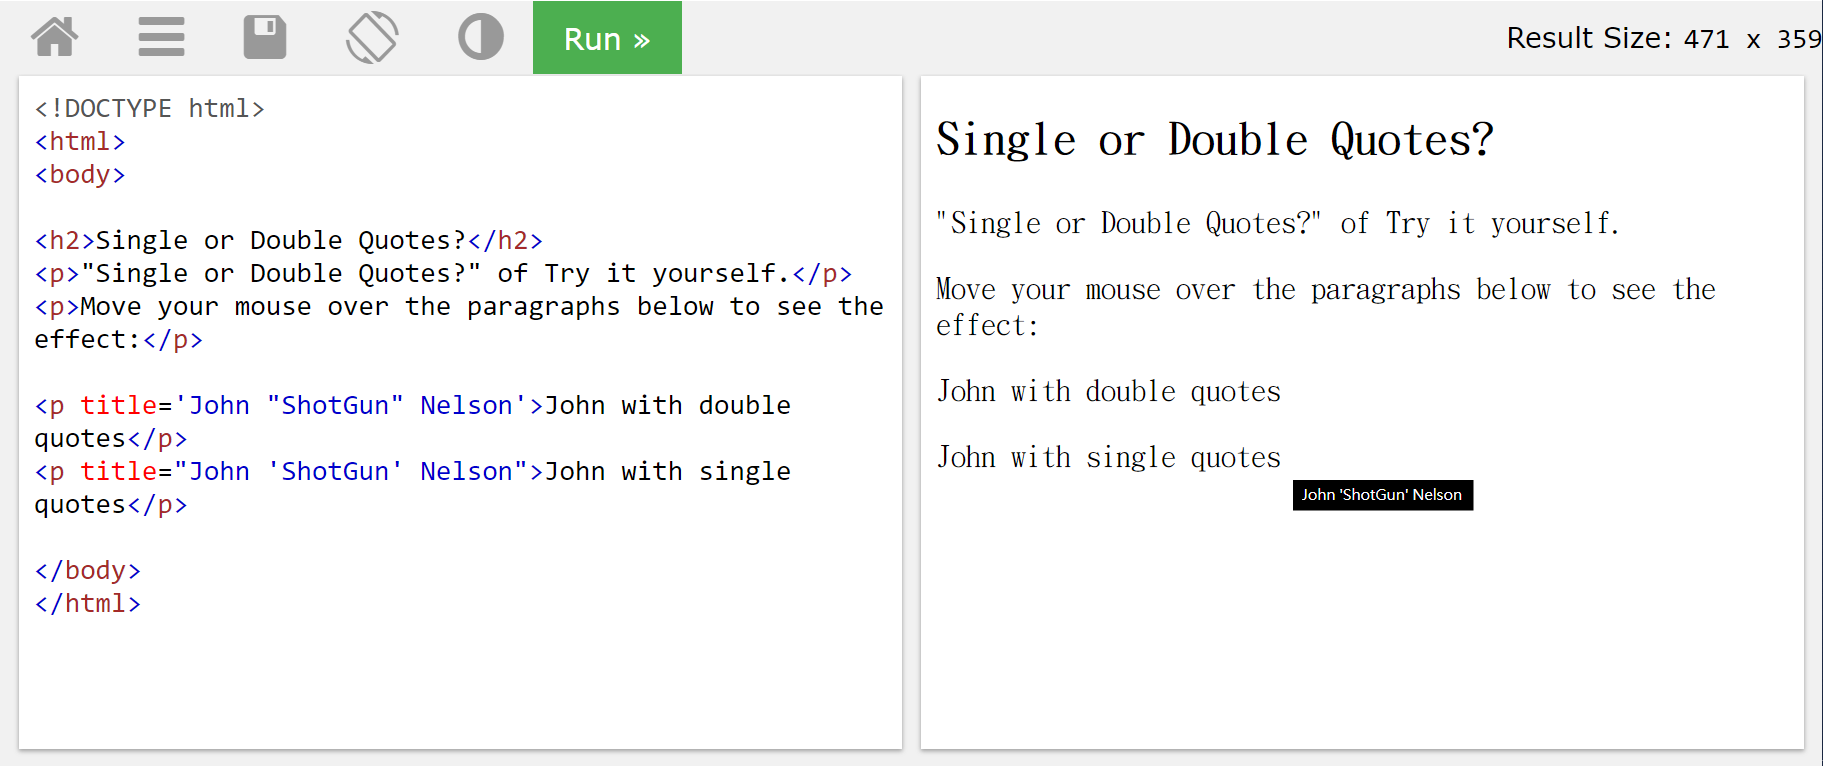 Run »
Result Size: 471 x 359
<!DOCTYPE html>
<html>
<body>
<h2>Single or Double Quotes?</h2>
<p>"Single or Double Quotes?" of Try it yourself.</p>
<p>Move your mouse over the paragraphs below to see the
effect:</p>
<p title='John "ShotGun" Nelson'>John with double
quotes</p>
<p title="John 'ShotGun' Nelson">John with single
quotes</p>
</body>
</html>
Single or Double Quotes?
"Single or Double Quotes?" of Try it yourself.
Move your mouse over the paragraphs below to see the
effect:
John with double quotes
John with single quotes
John 'ShotGun' Nelson